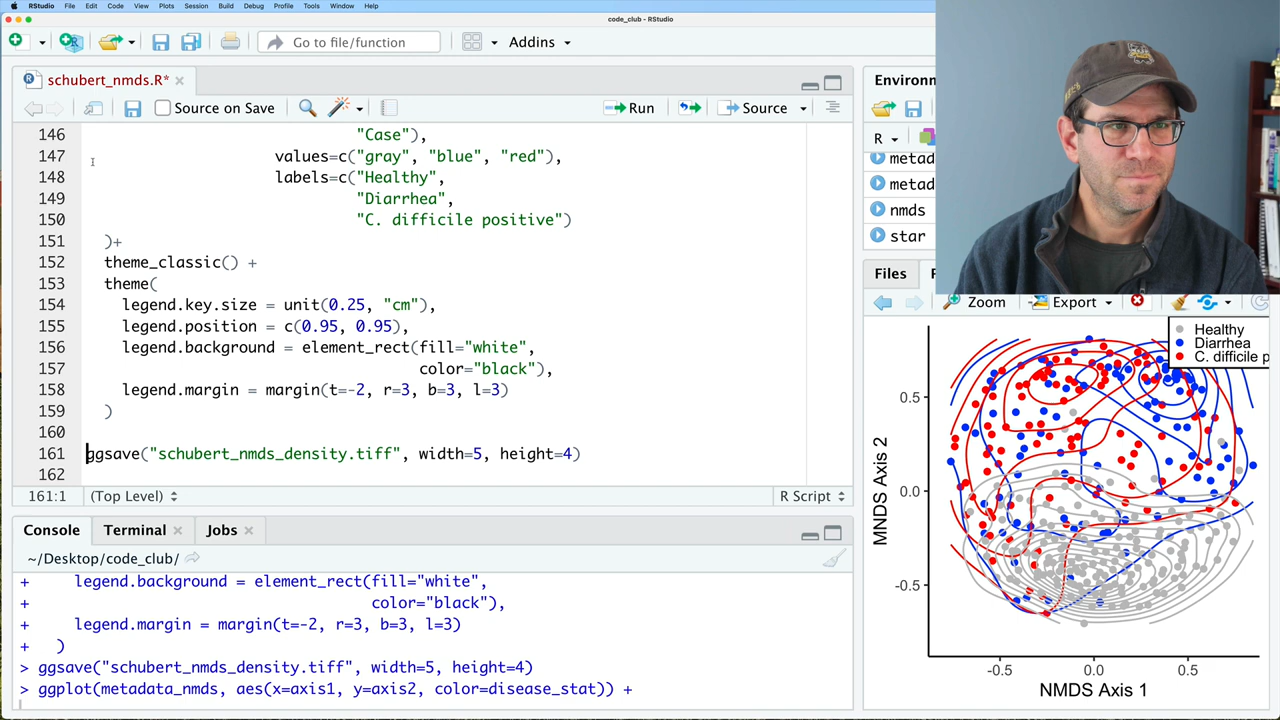 RStudio File Edit Code View Plots Session Build Debug Profile Tools Window Help
code_club - RStudio
Go to file/function Addins
schubert_nmds.R*
Source on Save Run Source
146 "Case"),
147 values=c("gray", "blue", "red"),
148 labels=c("Healthy",
149 "Diarrhea",
150 "C. difficile positive")
151 )+
152 theme_classic() +
153 theme(
154 legend.key.size = unit(0.25, "cm"),
155 legend.position = c(0.95, 0.95),
156 legend.background = element_rect(fill="white",
157 color="black"),
158 legend.margin = margin(t=-2, r=3, b=3, l=3)
159 )
160
161 ggsave("schubert_nmds_density.tiff", width=5, height=4)
162
161:1 (Top Level) R Script
Console Terminal Jobs
~/Desktop/code_club/
+ legend.background = element_rect(fill="white",
+ color="black"),
+ legend.margin = margin(t=-2, r=3, b=3, l=3)
+ )
> ggsave("schubert_nmds_density.tiff", width=5, height=4)
> ggplot(metadata_nmds, aes(x=axis1, y=axis2, color=disease_stat)) +
Environ
R
metad
metad
nmds
star
Files
Zoom Export
Healthy
Diarrhea
C. difficile p
0.5
0.0
-0.5
MNDS Axis 2
-0.5 0.0 0.5
NMDS Axis 1